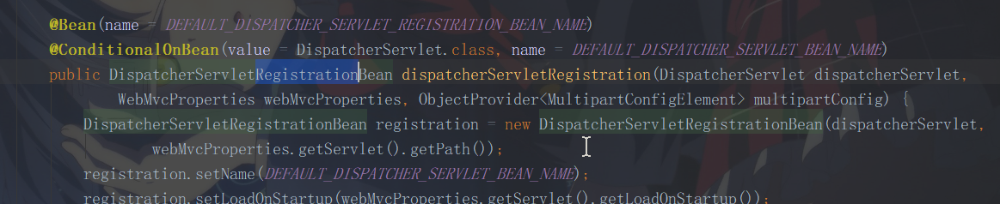 @Bean(name = DEFAULT_DISPATCHER_SERVLET_REGISTRATION_BEAN_NAME)
@ConditionalOnBean(value = DispatcherServlet.class, name = DEFAULT_DISPATCHER_SERVLET_BEAN_NAME)
public DispatcherServletRegistrationBean dispatcherServletRegistration(DispatcherServlet dispatcherServlet,
WebMvcProperties webMvcProperties, ObjectProvider<MultipartConfigElement> multipartConfig) {
DispatcherServletRegistrationBean registration = new DispatcherServletRegistrationBean(dispatcherServlet,
webMvcProperties.getServlet().getPath());
registration.setName(DEFAULT_DISPATCHER_SERVLET_BEAN_NAME);
registration.setLoadOnStartup(webMvcProperties.getServlet().getLoadOnStartup());